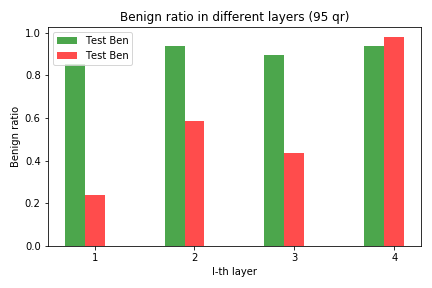 Benign ratio in different layers (95 qr)
Test Ben
Test Ben
1.0
0.8
0.6
0.4
0.2
0.0
Benign ratio
1 2 3 4
l-th layer